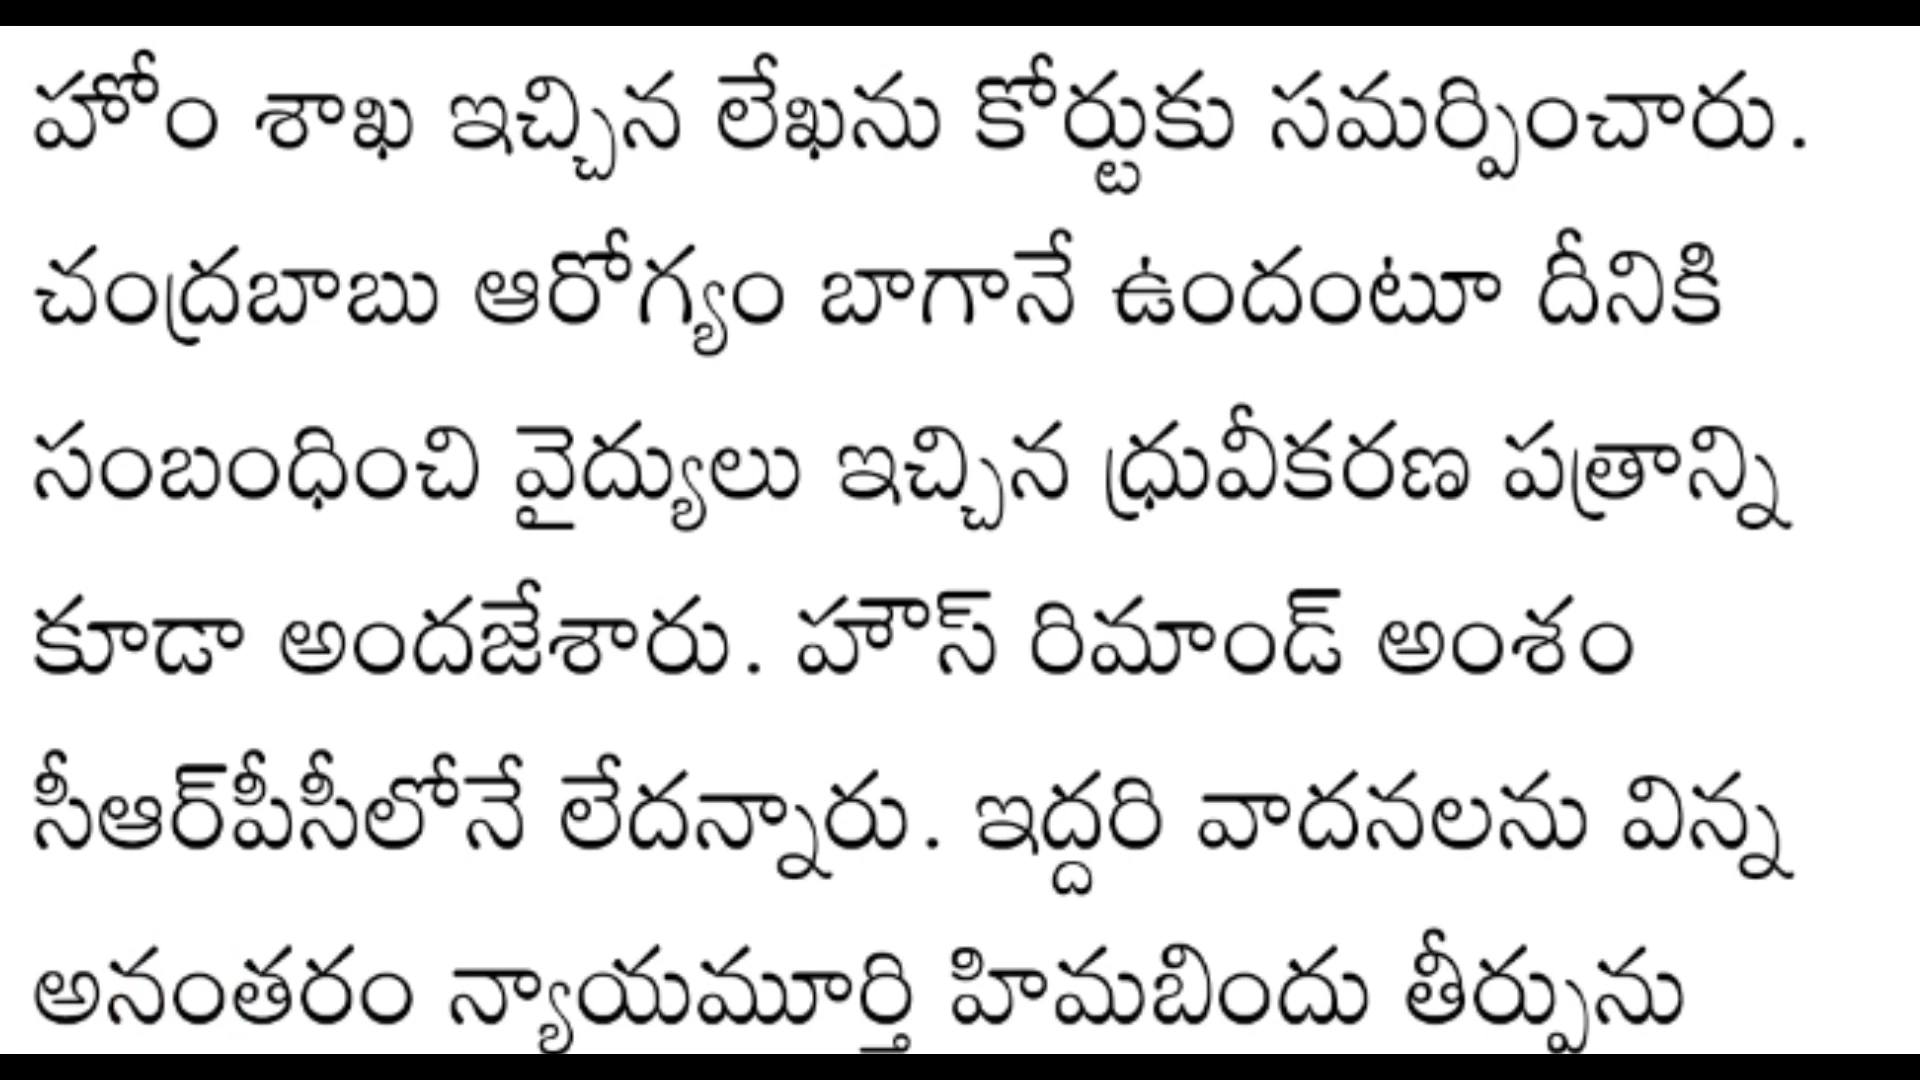 హోం శాఖ ఇచ్చిన లేఖను కోర్టుకు సమర్పించారు.
చంద్రబాబు ఆరోగ్యం బాగానే ఉందంటూ దీనికి
సంబంధించి వైద్యులు ఇచ్చిన ధ్రువీకరణ పత్రాన్ని
కూడా అందజేశారు. హౌస్ రిమాండ్ అంశం
సీఆర్‌పీసీలోనే లేదన్నారు. ఇద్దరి వాదనలను విన్న
అనంతరం న్యాయమూర్తి హిమబిందు తీర్పును